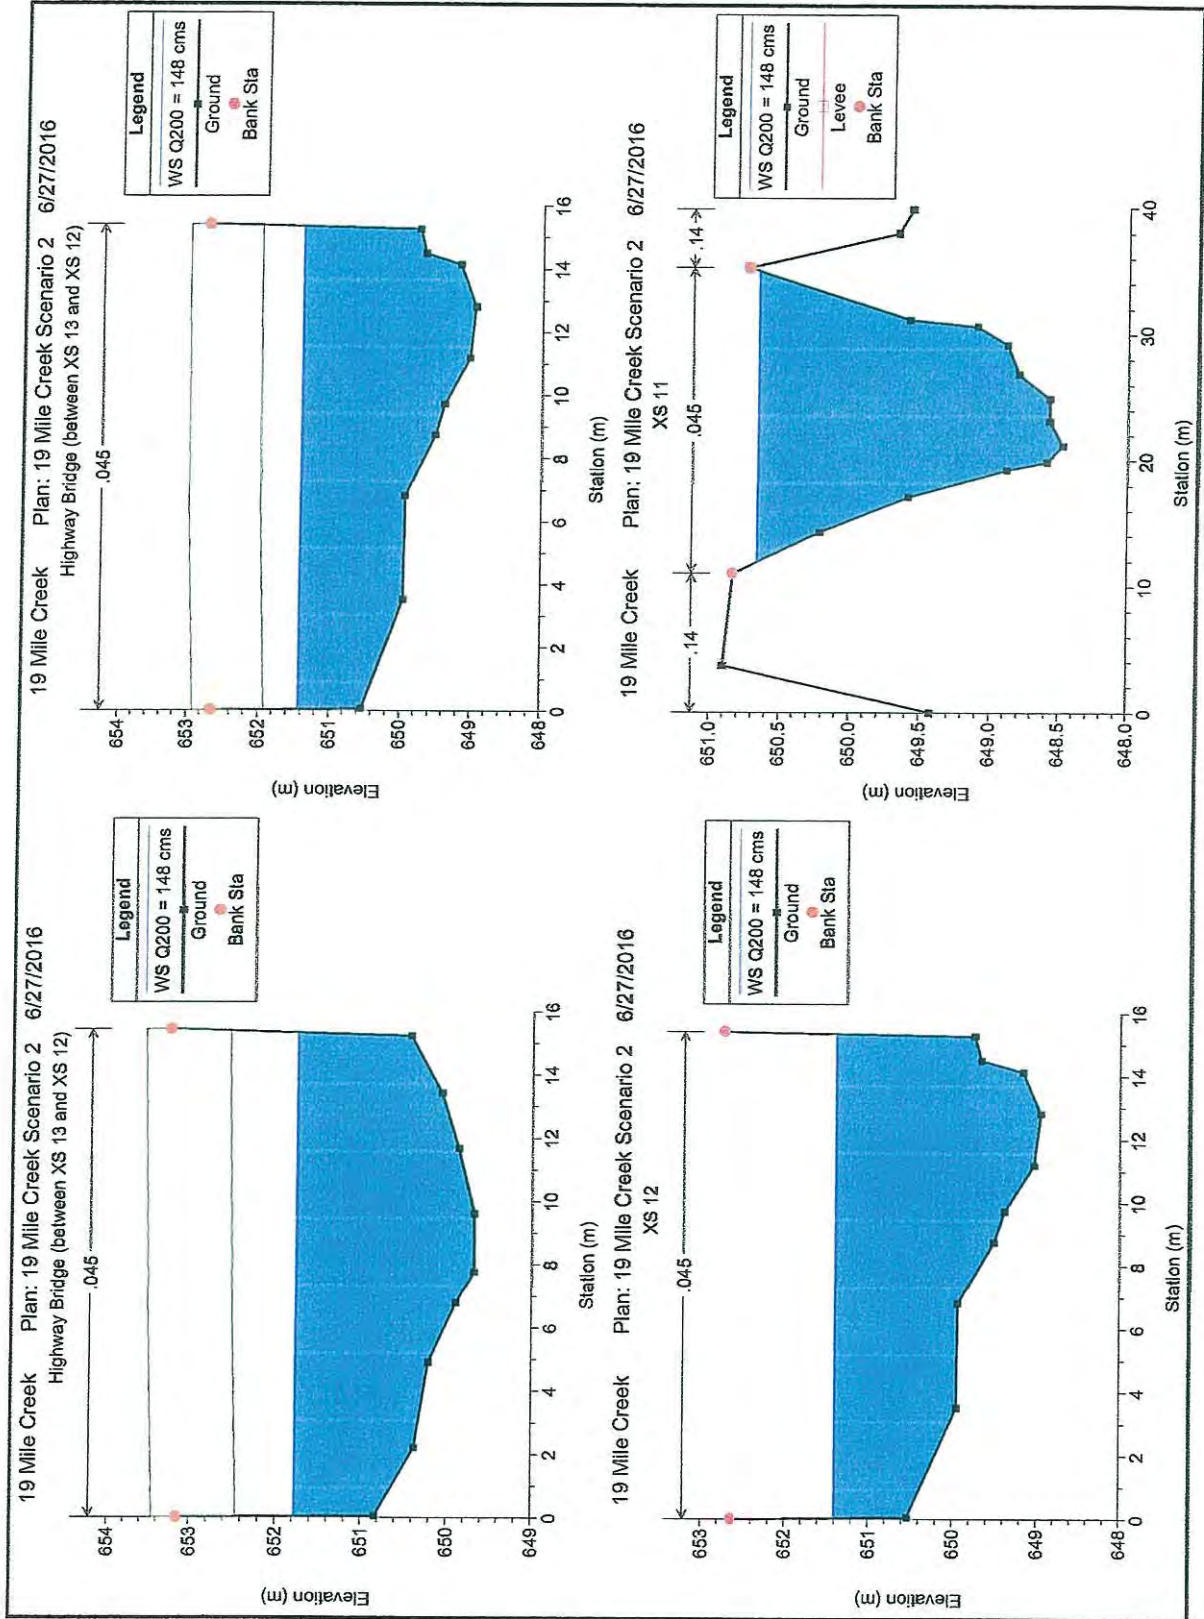 19 Mile Creek Plan: 19 Mile Creek Scenario 2 6/27/2016
Highway Bridge (between XS 13 and XS 12)
.045
Elevation (m)
654
653
652
651
650
649
0 2 4 6 8 10 12 14 16
Station (m)
Legend
WS Q200 = 148 cms
Ground
Bank Sta
19 Mile Creek Plan: 19 Mile Creek Scenario 2 6/27/2016
Highway Bridge (between XS 13 and XS 12)
.045
Elevation (m)
654
653
652
651
650
649
648
0 2 4 6 8 10 12 14 16
Station (m)
Legend
WS Q200 = 148 cms
Ground
Bank Sta
19 Mile Creek Plan: 19 Mile Creek Scenario 2 6/27/2016
XS 12
.045
Elevation (m)
653
652
651
650
649
648
0 2 4 6 8 10 12 14 16
Station (m)
Legend
WS Q200 = 148 cms
Ground
Bank Sta
19 Mile Creek Plan: 19 Mile Creek Scenario 2 6/27/2016
XS 11
.14 .045 .14
Elevation (m)
651.0
650.5
650.0
649.5
649.0
648.5
648.0
0 10 20 30 40
Station (m)
Legend
WS Q200 = 148 cms
Ground
Levee
Bank Sta